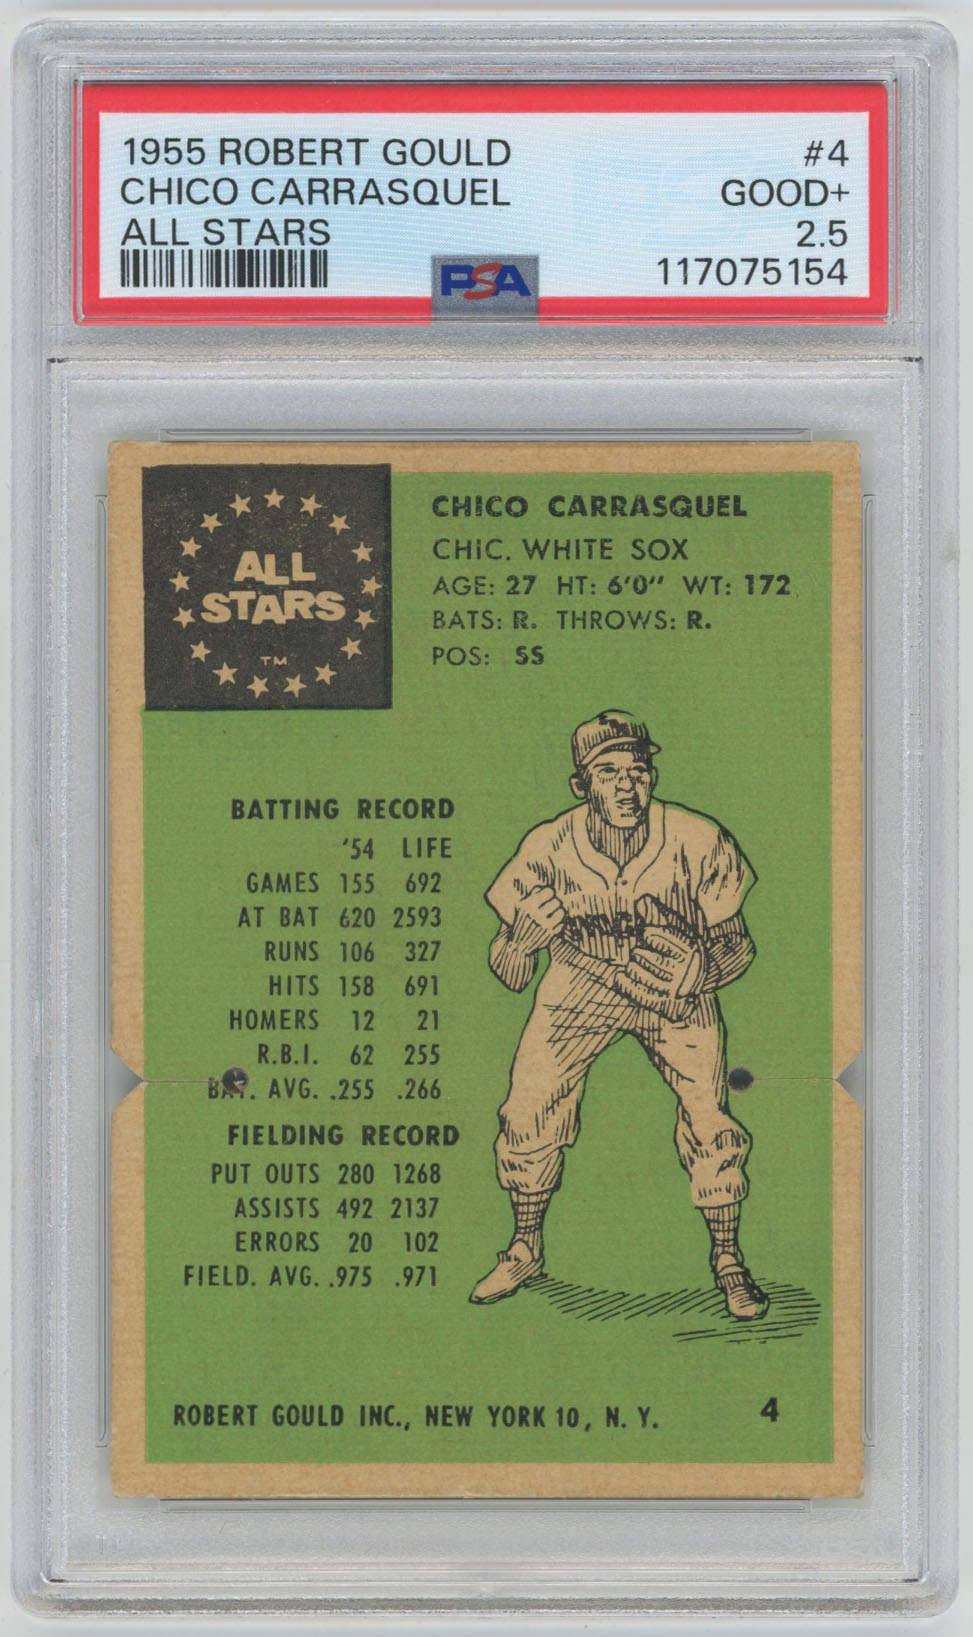 1955 ROBERT GOULD #4
CHICO CARRASQUEL GOOD+
ALL STARS 2.5
PSA 117075154
ALL
STARS
TM
CHICO CARRASQUEL
CHIC. WHITE SOX
AGE: 27 HT: 6'0" WT: 172
BATS: R. THROWS: R.
POS: SS
BATTING RECORD
'54 LIFE
GAMES 155 692
AT BAT 620 2593
RUNS 106 327
HITS 158 691
HOMERS 12 21
R.B.I. 62 255
BAT. AVG. .255 .266
FIELDING RECORD
PUT OUTS 280 1268
ASSISTS 492 2137
ERRORS 20 102
FIELD. AVG. .975 .971
ROBERT GOULD INC., NEW YORK 10, N. Y. 4